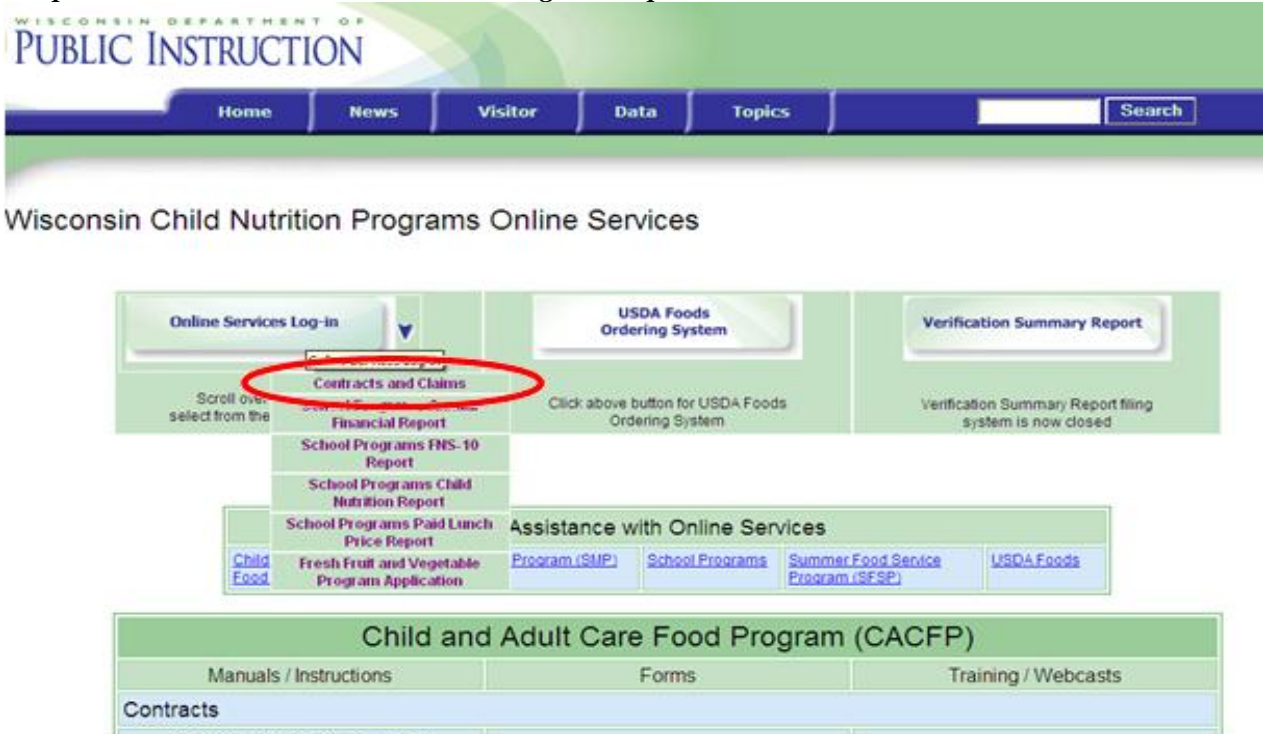 WISCONSIN DEPARTMENT OF
PUBLIC INSTRUCTION
Home News Visitor Data Topics Search
Wisconsin Child Nutrition Programs Online Services
Online Services Log-in
USDA Foods
Ordering System
Verification Summary Report
Contracts and Claims
Scroll over
select from the
Financial Report
School Programs FNS-10
Report
School Programs Child
Nutrition Report
School Programs Paid Lunch
Price Report
Fresh Fruit and Vegetable
Program Application
Click above button for USDA Foods
Ordering System
Verification Summary Report filing
system is now closed
Assistance with Online Services
Child
Food
Program (SMP)
School Programs
Summer Food Service
Program (SFSP)
USDA Foods
Child and Adult Care Food Program (CACFP)
Manuals / Instructions Forms Training / Webcasts
Contracts